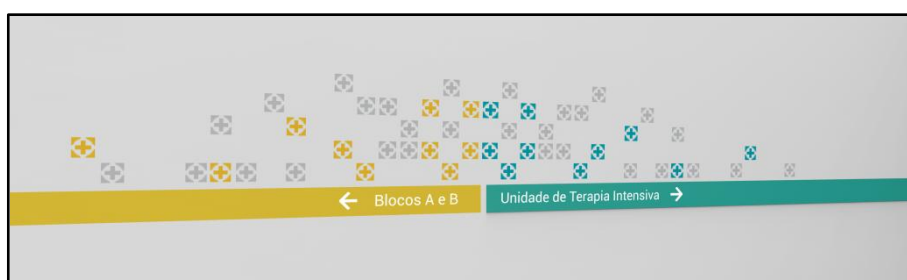 ← Blocos A e B
Unidade de Terapia Intensiva →